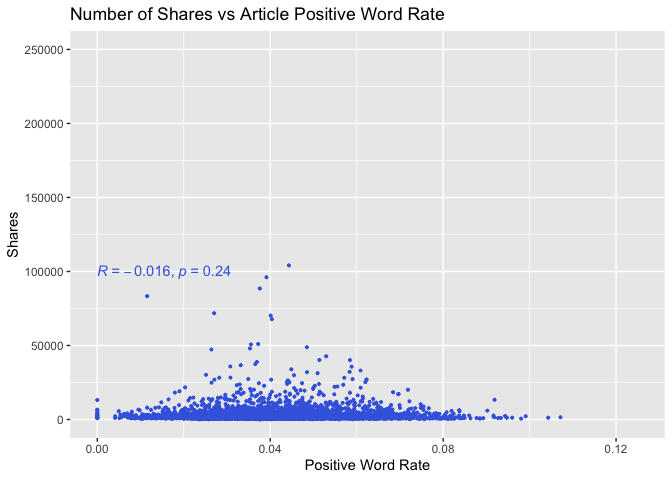 Number of Shares vs Article Positive Word Rate
250000
200000
150000
100000
50000
0
Shares
R = −0.016, p = 0.24
0.00 0.04 0.08 0.12
Positive Word Rate